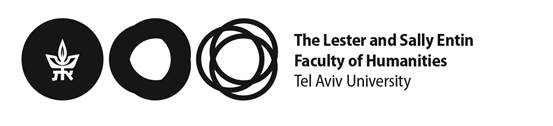 The Lester and Sally Entin
Faculty of Humanities
Tel Aviv University